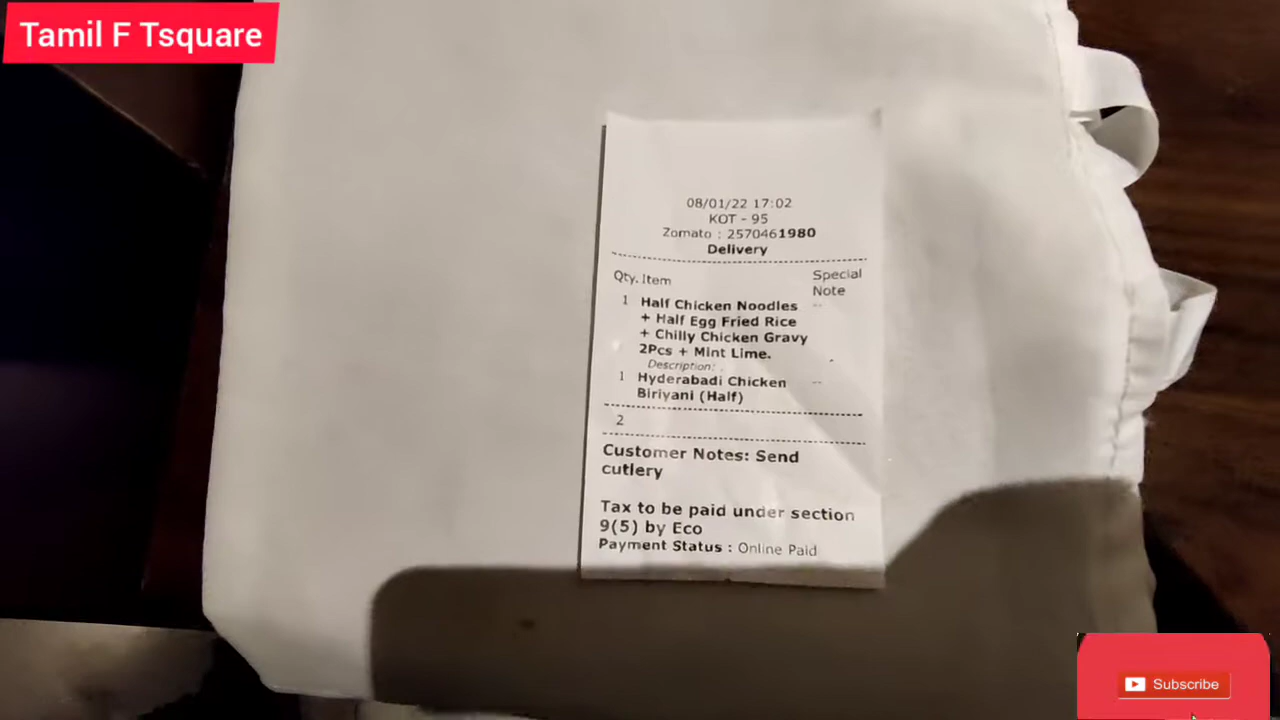 Tamil F Tsquare
08/01/22 17:02
KOT - 95
Zomato : 2570461980
Delivery
Qty. Item Special
Note
1 Half Chicken Noodles --
+ Half Egg Fried Rice
+ Chilly Chicken Gravy
2Pcs + Mint Lime.
Description: .
1 Hyderabadi Chicken --
Biriyani (Half)
2
Customer Notes: Send
cutlery
Tax to be paid under section
9(5) by Eco
Payment Status : Online Paid
Subscribe